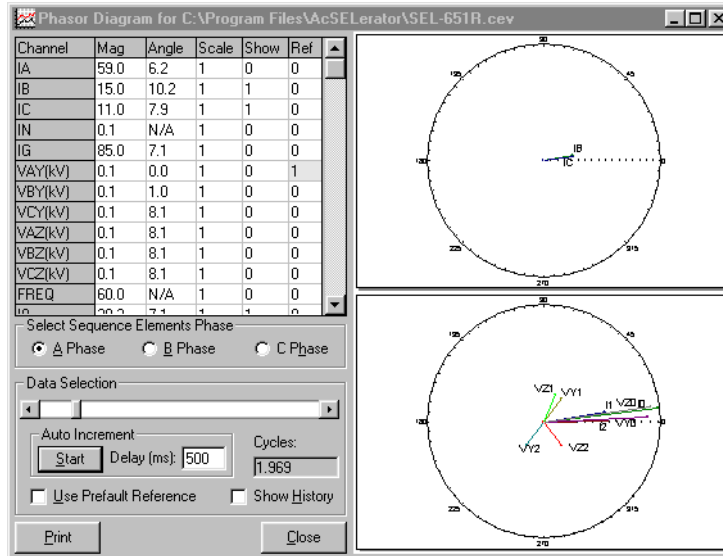 Phasor Diagram for C:\Program Files\AcSELerator\SEL-651R.cev
Channel Mag Angle Scale Show Ref
IA 59.0 6.2 1 0 0
IB 15.0 10.2 1 1 0
IC 11.0 7.9 1 1 0
IN 0.1 N/A 1 0 0
IG 85.0 7.1 1 0 0
VAY(kV) 0.1 0.0 1 0 1
VBY(kV) 0.1 1.0 1 0 0
VCY(kV) 0.1 8.1 1 0 0
VAZ(kV) 0.1 8.1 1 0 0
VBZ(kV) 0.1 8.1 1 0 0
VCZ(kV) 0.1 8.1 1 0 0
FREQ 60.0 N/A 1 0 0
Select Sequence Elements Phase
A Phase B Phase C Phase
Data Selection
Auto Increment
Start Delay (ms): 500
Cycles:
1.969
Use Prefault Reference Show History
Print Close
90
135 45
IB
180 IC 0
225 315
270
90
135 45
VZ1 VY1
I1 VZ0 I0
180 I2 VY0 0
VY2 VZ2
225 315
270